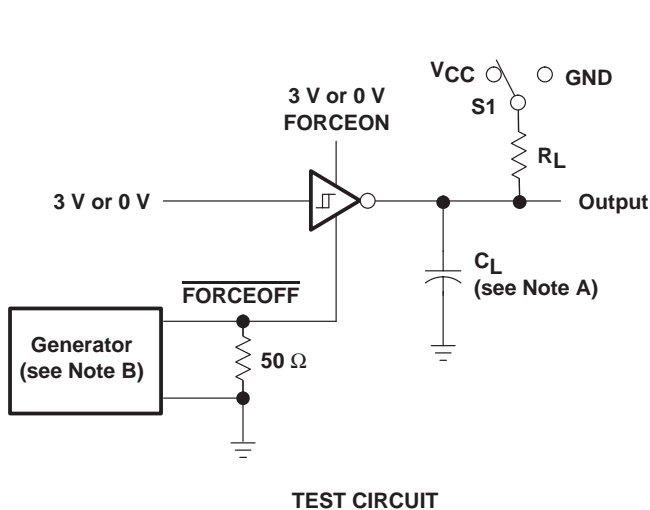 VCC
GND
S1
3 V or 0 V
FORCEON
RL
3 V or 0 V
Output
CL
(see Note A)
FORCEOFF
Generator
(see Note B)
50 Ω
TEST CIRCUIT